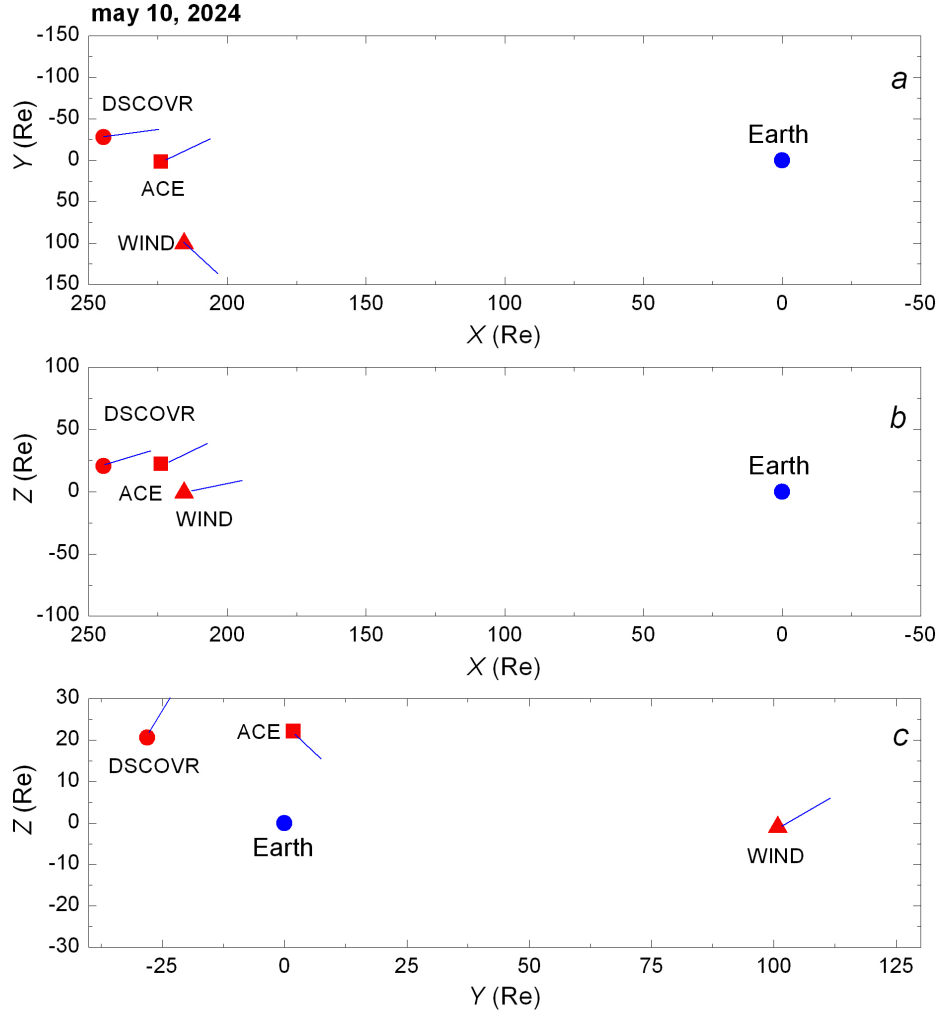 may 10, 2024
-150
-100
-50
0
50
100
150
Y (Re)
a
DSCOVR
ACE
WIND
Earth
250 200 150 100 50 0 -50
X (Re)
100
50
0
-50
-100
Z (Re)
b
DSCOVR
ACE
WIND
Earth
250 200 150 100 50 0 -50
X (Re)
30
20
10
0
-10
-20
-30
Z (Re)
c
ACE
DSCOVR
Earth
WIND
-25 0 25 50 75 100 125
Y (Re)